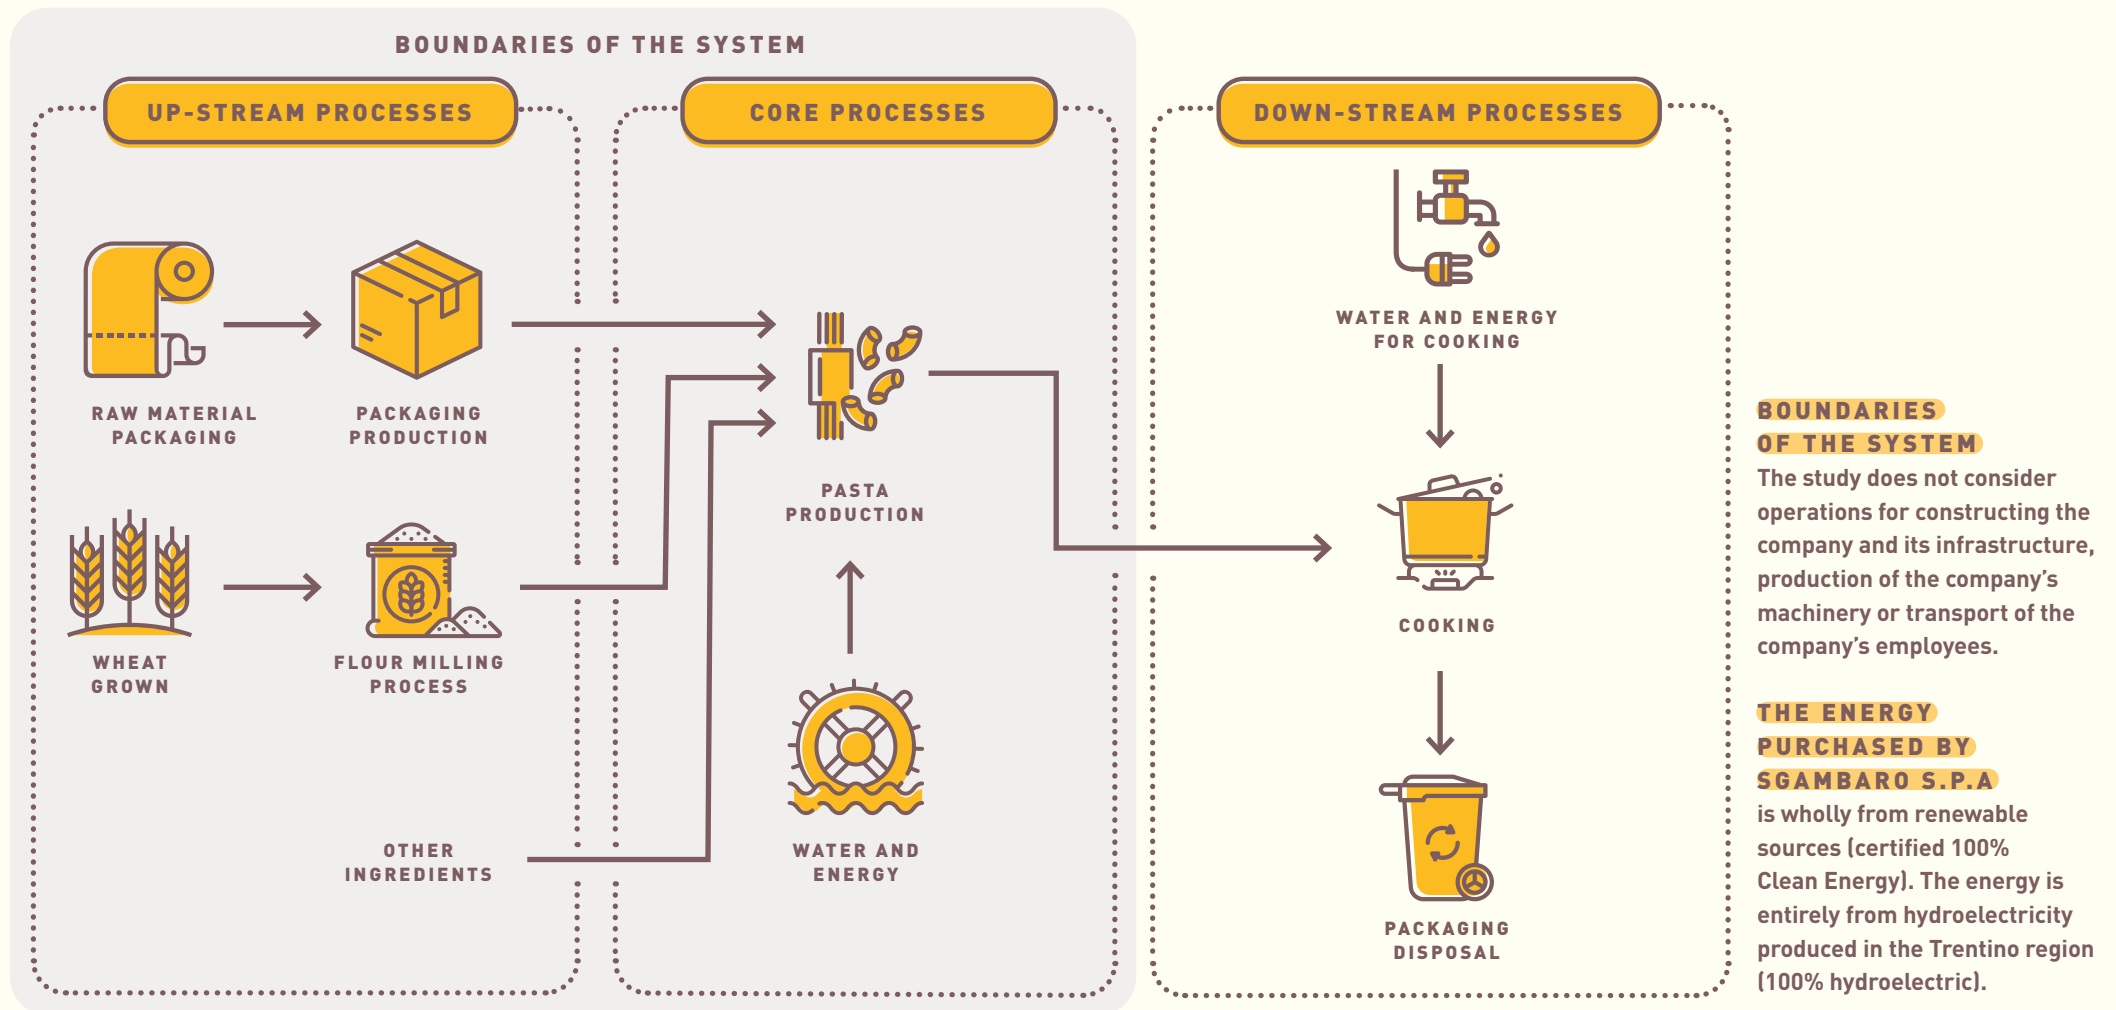 BOUNDARIES OF THE SYSTEM
UP-STREAM PROCESSES
CORE PROCESSES
DOWN-STREAM PROCESSES
RAW MATERIAL
PACKAGING
PACKAGING
PRODUCTION
WHEAT
GROWN
FLOUR MILLING
PROCESS
OTHER
INGREDIENTS
PASTA
PRODUCTION
WATER AND
ENERGY
WATER AND ENERGY
FOR COOKING
COOKING
PACKAGING
DISPOSAL
BOUNDARIES
OF THE SYSTEM
The study does not consider
operations for constructing the
company and its infrastructure,
production of the company's
machinery or transport of the
company's employees.
THE ENERGY
PURCHASED BY
SGAMBARO S.P.A
is wholly from renewable
sources (certified 100%
Clean Energy). The energy is
entirely from hydroelectricity
produced in the Trentino region
(100% hydroelectric).